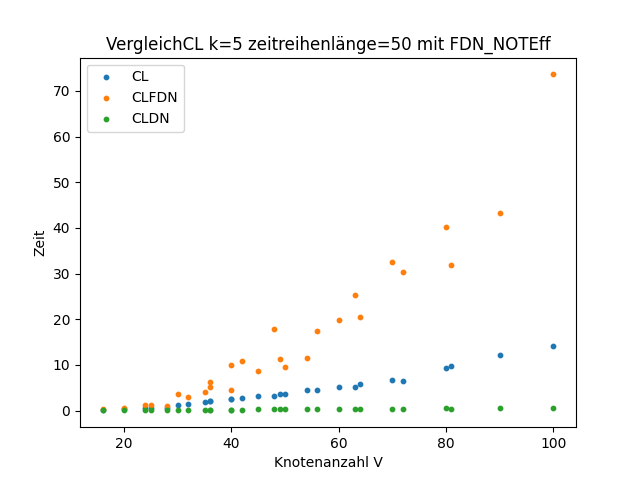 VergleichCL k=5 zeitreihenlänge=50 mit FDN_NOTEff
CL
CLFDN
CLDN
70
60
50
40
30
20
10
0
Zeit
20
40
60
80
100
Knotenanzahl V